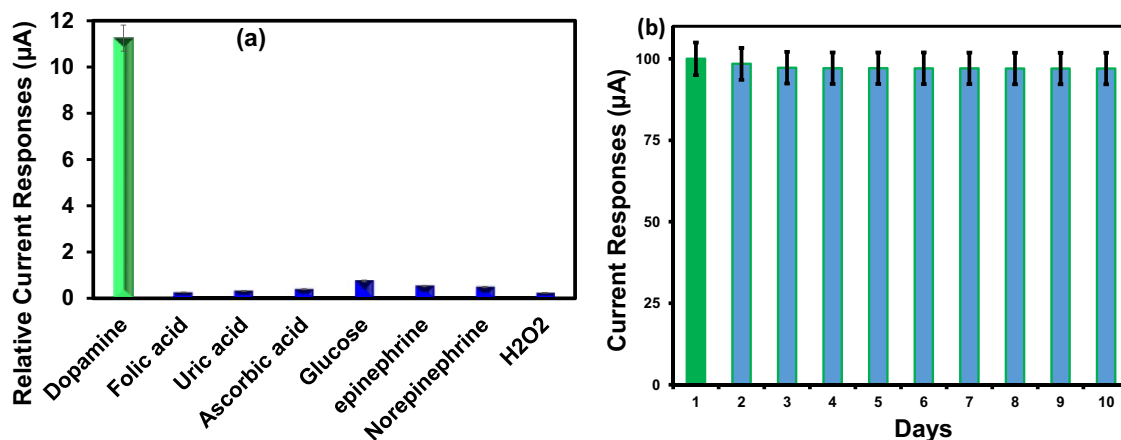 Relative Current Responses (µA)
12
10
8
6
4
2
0
(a)
Dopamine
Folic acid
Uric acid
Ascorbic acid
Glucose
epinephrine
Norepinephrine
H2O2
(b)
Current Responses (µA)
100
75
50
25
0
1 2 3 4 5 6 7 8 9 10
Days